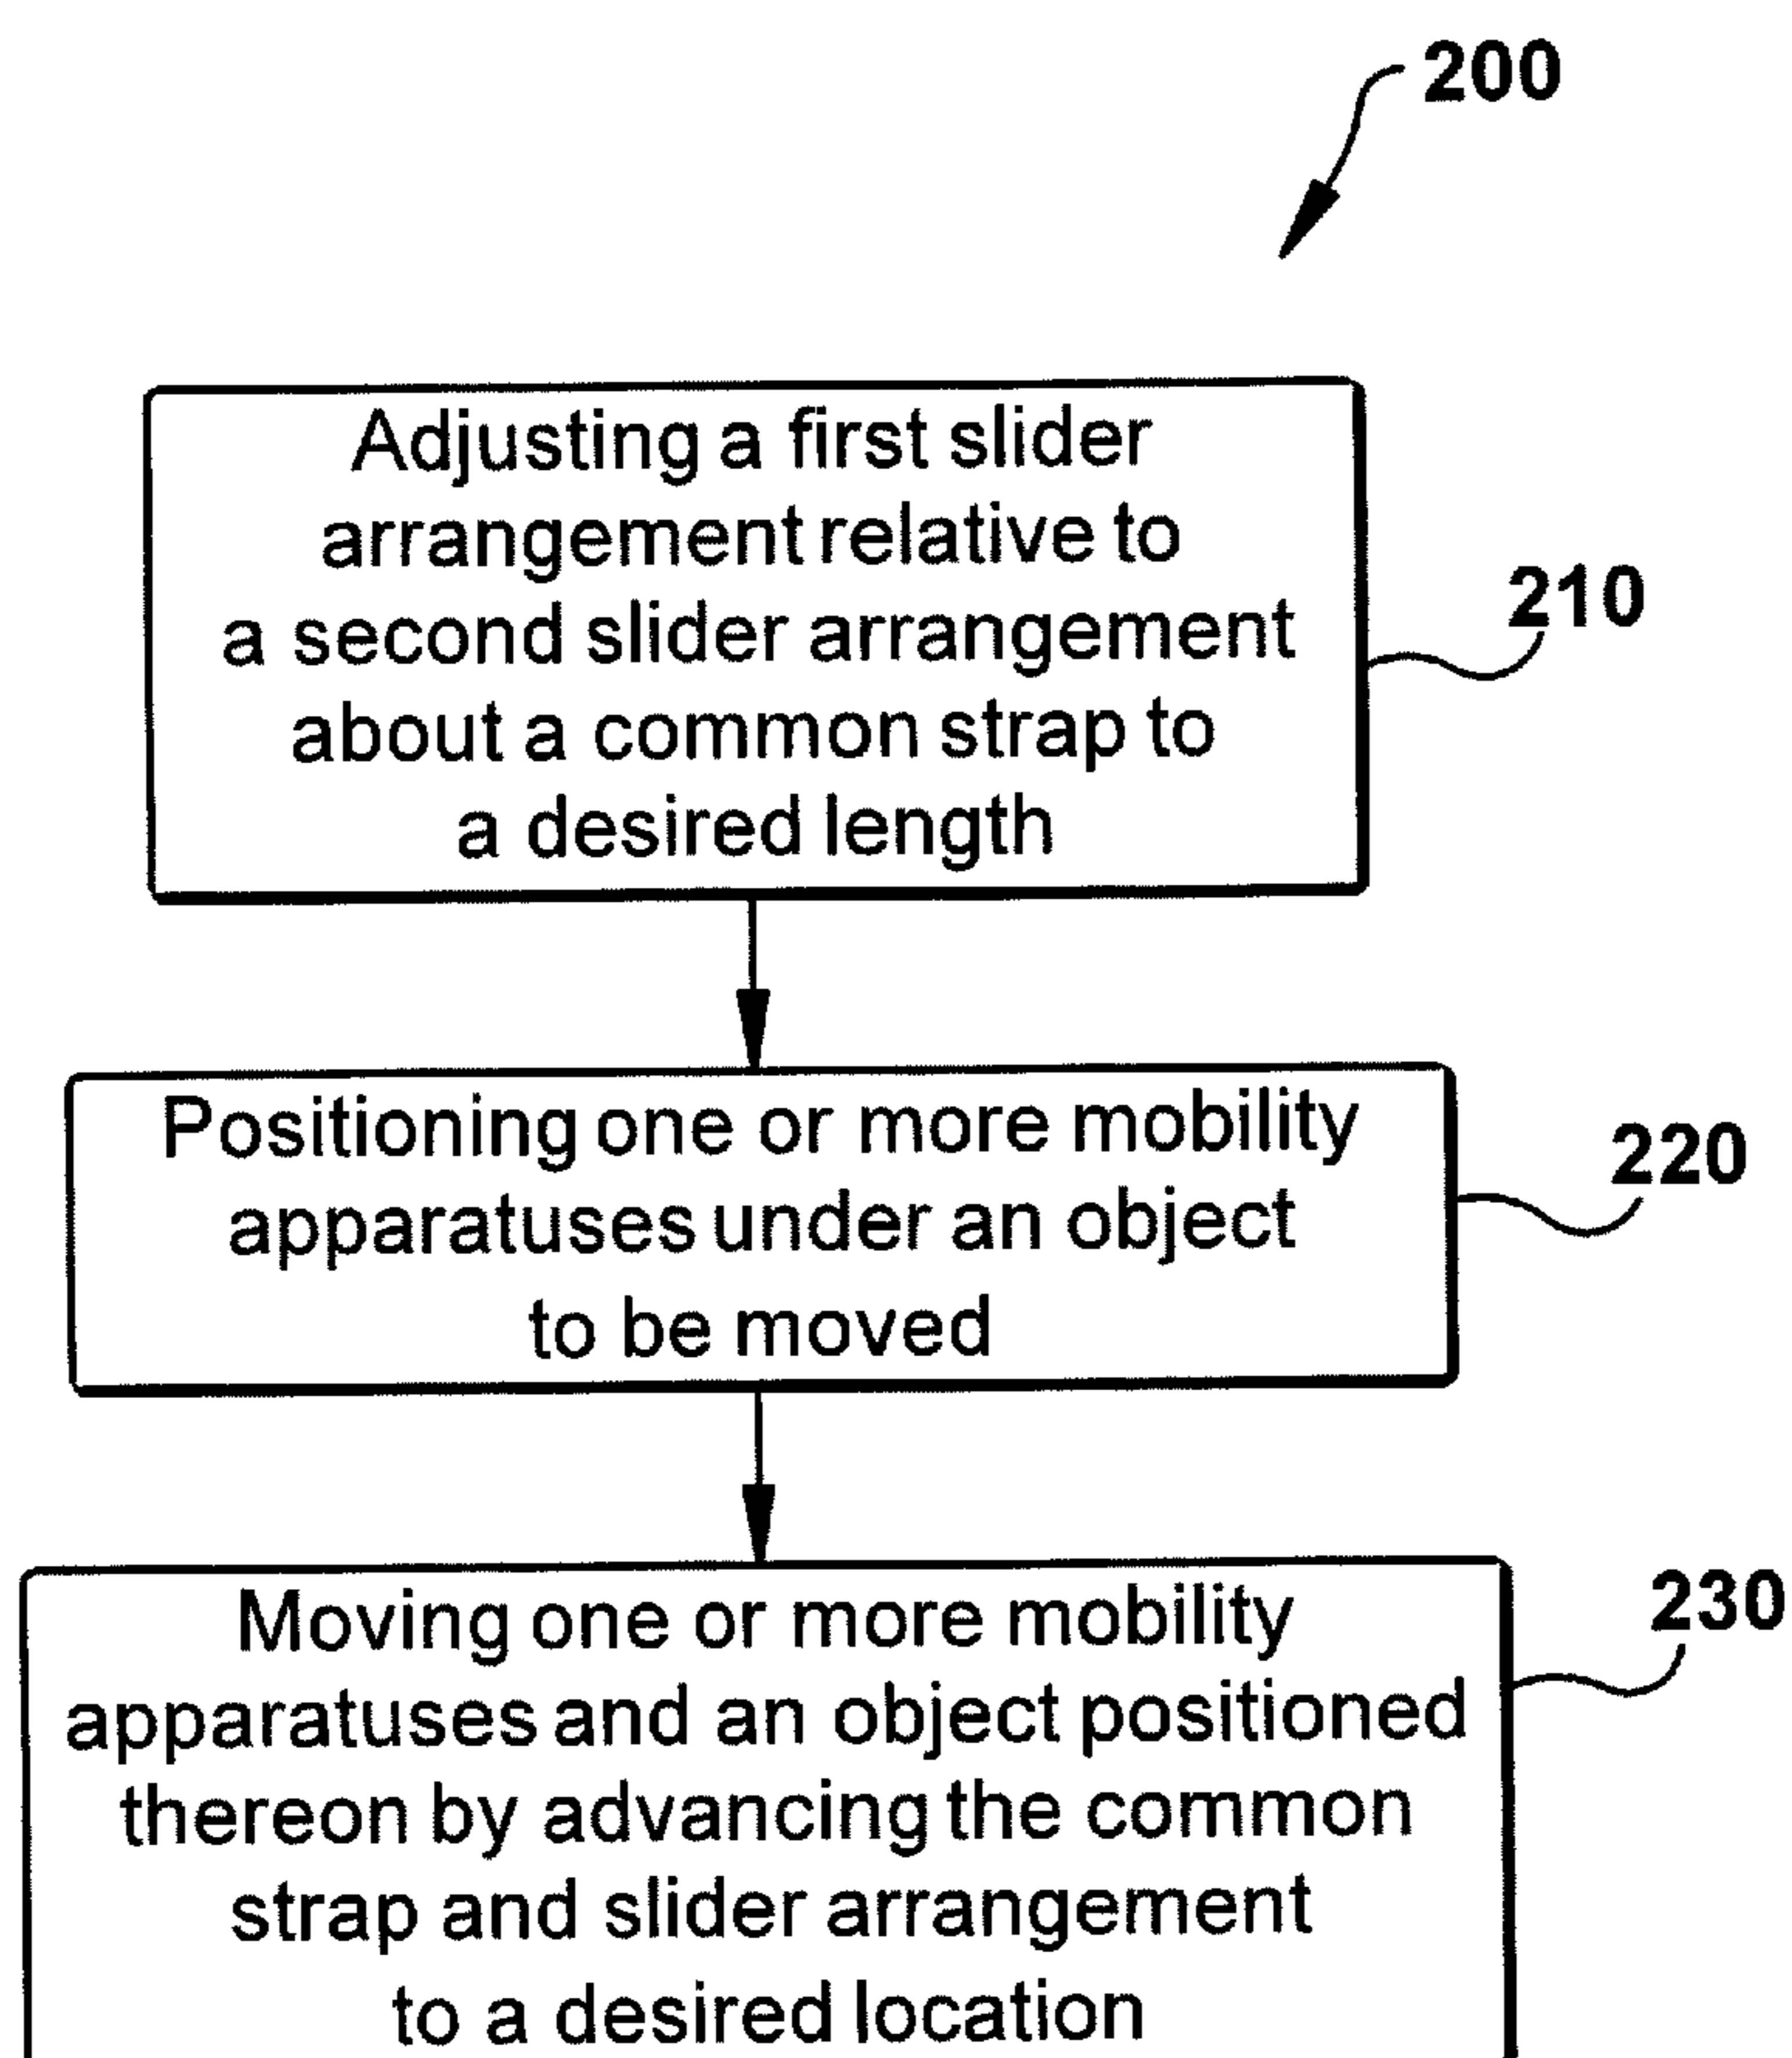 200
Adjusting a first slider
arrangement relative to
a second slider arrangement
about a common strap to
a desired length
210
Positioning one or more mobility
apparatuses under an object
to be moved
220
Moving one or more mobility
apparatuses and an object positioned
thereon by advancing the common
strap and slider arrangement
to a desired location
230